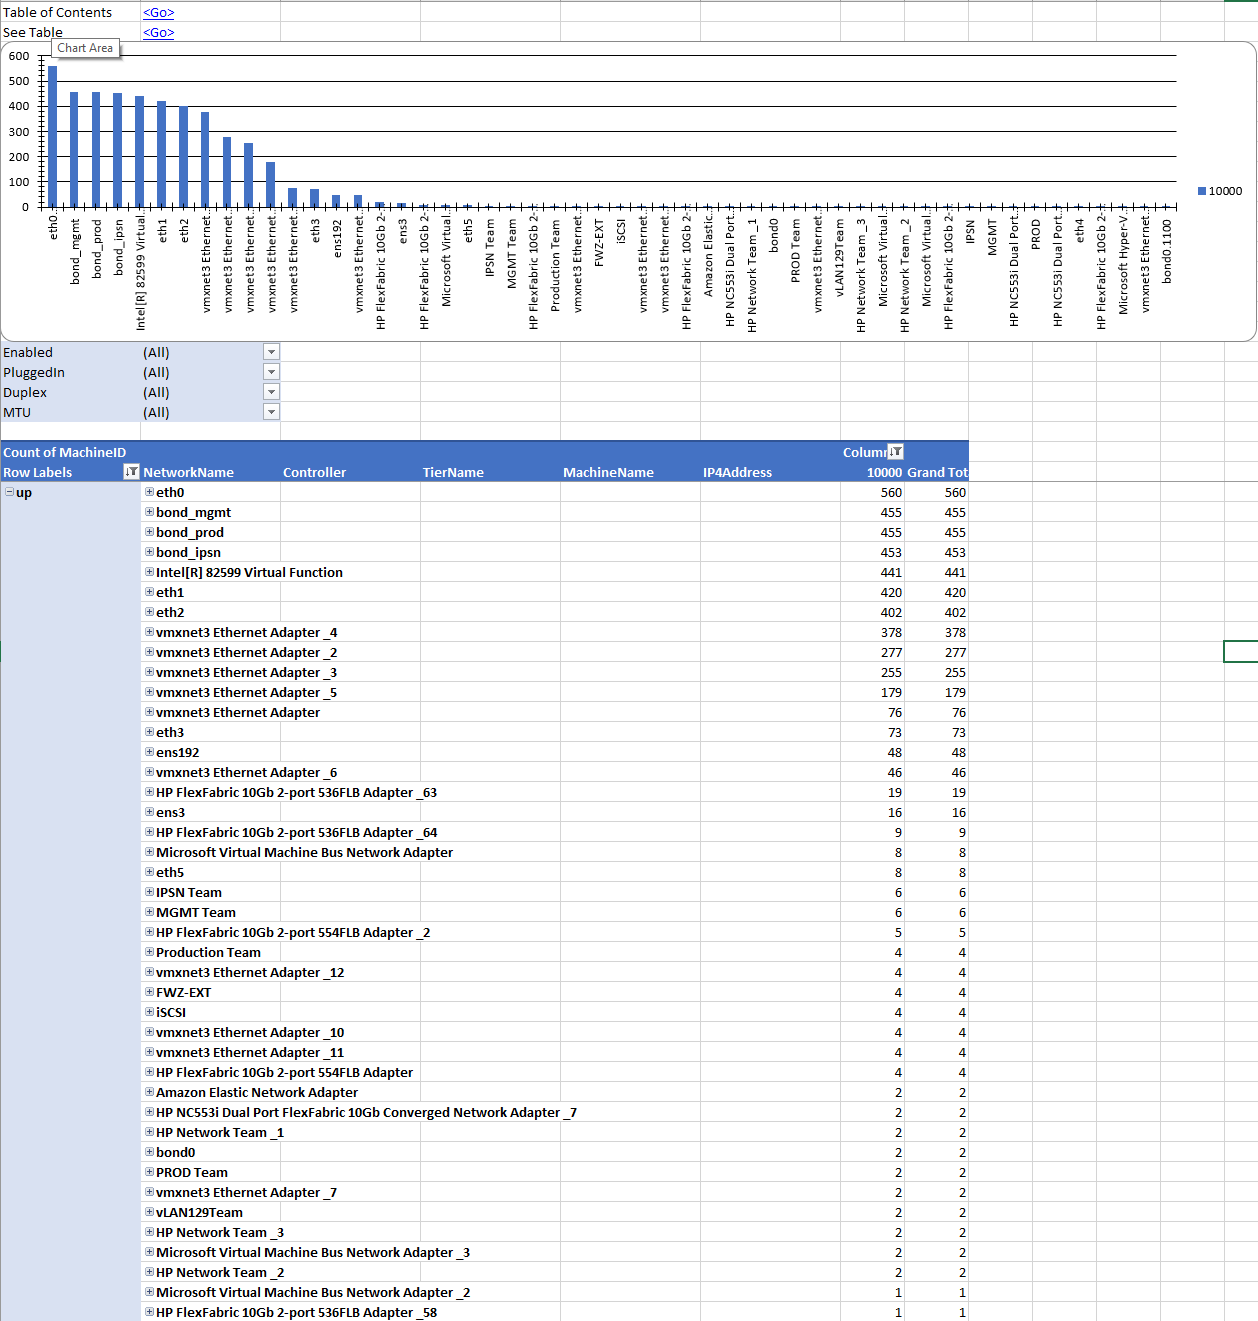 Table of Contents <Go>
See Table <Go>
Chart Area
600
500
400
300
200
100
0
eth0..
bond_mgmt
bond_prod
bond_ipsn
Intel[R] 82599 Virtual..
eth1
eth2
vmxnet3 Ethernet..
vmxnet3 Ethernet..
vmxnet3 Ethernet..
vmxnet3 Ethernet..
vmxnet3 Ethernet..
eth3
ens192
vmxnet3 Ethernet..
HP FlexFabric 10Gb 2-..
ens3
HP FlexFabric 10Gb 2-..
Microsoft Virtual..
eth5
IPSN Team
MGMT Team
HP FlexFabric 10Gb 2-..
Production Team
vmxnet3 Ethernet..
FWZ-EXT
iSCSI
vmxnet3 Ethernet..
vmxnet3 Ethernet..
HP FlexFabric 10Gb 2-..
Amazon Elastic..
HP NC553i Dual Port..
HP Network Team _1
bond0
PROD Team
vmxnet3 Ethernet..
vLAN129Team
HP Network Team _3
Microsoft Virtual..
HP Network Team _2
Microsoft Virtual..
HP FlexFabric 10Gb 2-..
IPSN
MGMT
HP NC553i Dual Port..
PROD
HP NC553i Dual Port..
eth4
HP FlexFabric 10Gb 2-..
Microsoft Hyper-V..
vmxnet3 Ethernet..
bond0.1100
10000
Enabled (All)
PluggedIn (All)
Duplex (All)
MTU (All)
Count of MachineID Column
Row Labels NetworkName Controller TierName MachineName IP4Address 10000 Grand Tot
up eth0 560 560
bond_mgmt 455 455
bond_prod 455 455
bond_ipsn 453 453
Intel[R] 82599 Virtual Function 441 441
eth1 420 420
eth2 402 402
vmxnet3 Ethernet Adapter _4 378 378
vmxnet3 Ethernet Adapter _2 277 277
vmxnet3 Ethernet Adapter _3 255 255
vmxnet3 Ethernet Adapter _5 179 179
vmxnet3 Ethernet Adapter 76 76
eth3 73 73
ens192 48 48
vmxnet3 Ethernet Adapter _6 46 46
HP FlexFabric 10Gb 2-port 536FLB Adapter _63 19 19
ens3 16 16
HP FlexFabric 10Gb 2-port 536FLB Adapter _64 9 9
Microsoft Virtual Machine Bus Network Adapter 8 8
eth5 8 8
IPSN Team 6 6
MGMT Team 6 6
HP FlexFabric 10Gb 2-port 554FLB Adapter _2 5 5
Production Team 4 4
vmxnet3 Ethernet Adapter _12 4 4
FWZ-EXT 4 4
iSCSI 4 4
vmxnet3 Ethernet Adapter _10 4 4
vmxnet3 Ethernet Adapter _11 4 4
HP FlexFabric 10Gb 2-port 554FLB Adapter 4 4
Amazon Elastic Network Adapter 2 2
HP NC553i Dual Port FlexFabric 10Gb Converged Network Adapter _7 2 2
HP Network Team _1 2 2
bond0 2 2
PROD Team 2 2
vmxnet3 Ethernet Adapter _7 2 2
vLAN129Team 2 2
HP Network Team _3 2 2
Microsoft Virtual Machine Bus Network Adapter _3 2 2
HP Network Team _2 2 2
Microsoft Virtual Machine Bus Network Adapter _2 1 1
HP FlexFabric 10Gb 2-port 536FLB Adapter _58 1 1